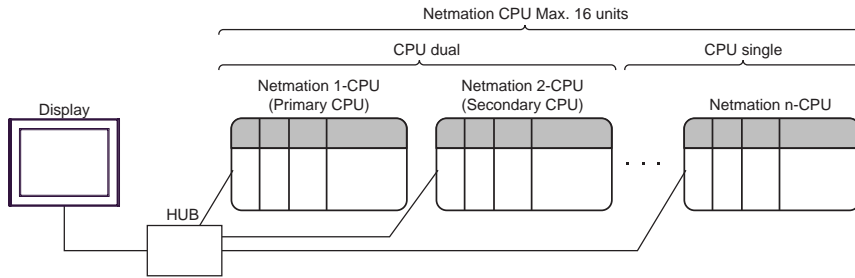 Netmation CPU Max. 16 units
CPU dual
CPU single
Netmation 1-CPU
(Primary CPU)
Netmation 2-CPU
(Secondary CPU)
Netmation n-CPU
Display
. . .
HUB